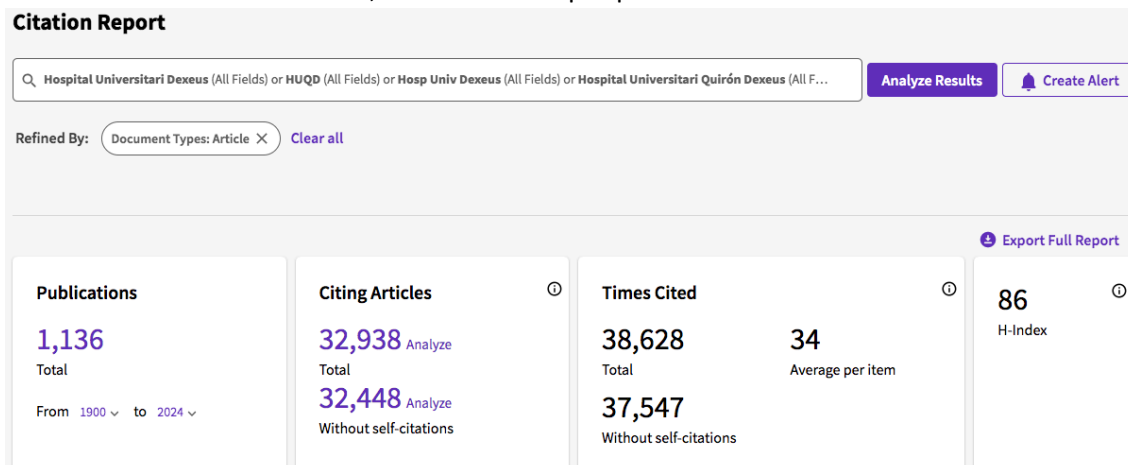 Citation Report
Hospital Universitari Dexeus (All Fields) or HUQD (All Fields) or Hosp Univ Dexeus (All Fields) or Hospital Universitari Quirón Dexeus (All F…
Analyze Results
Create Alert
Refined By: Document Types: Article Clear all
Export Full Report
Publications
1,136
Total
From 1900 to 2024
Citing Articles
32,938 Analyze
Total
32,448 Analyze
Without self-citations
Times Cited
38,628
Total
37,547
Without self-citations
34
Average per item
86
H-Index